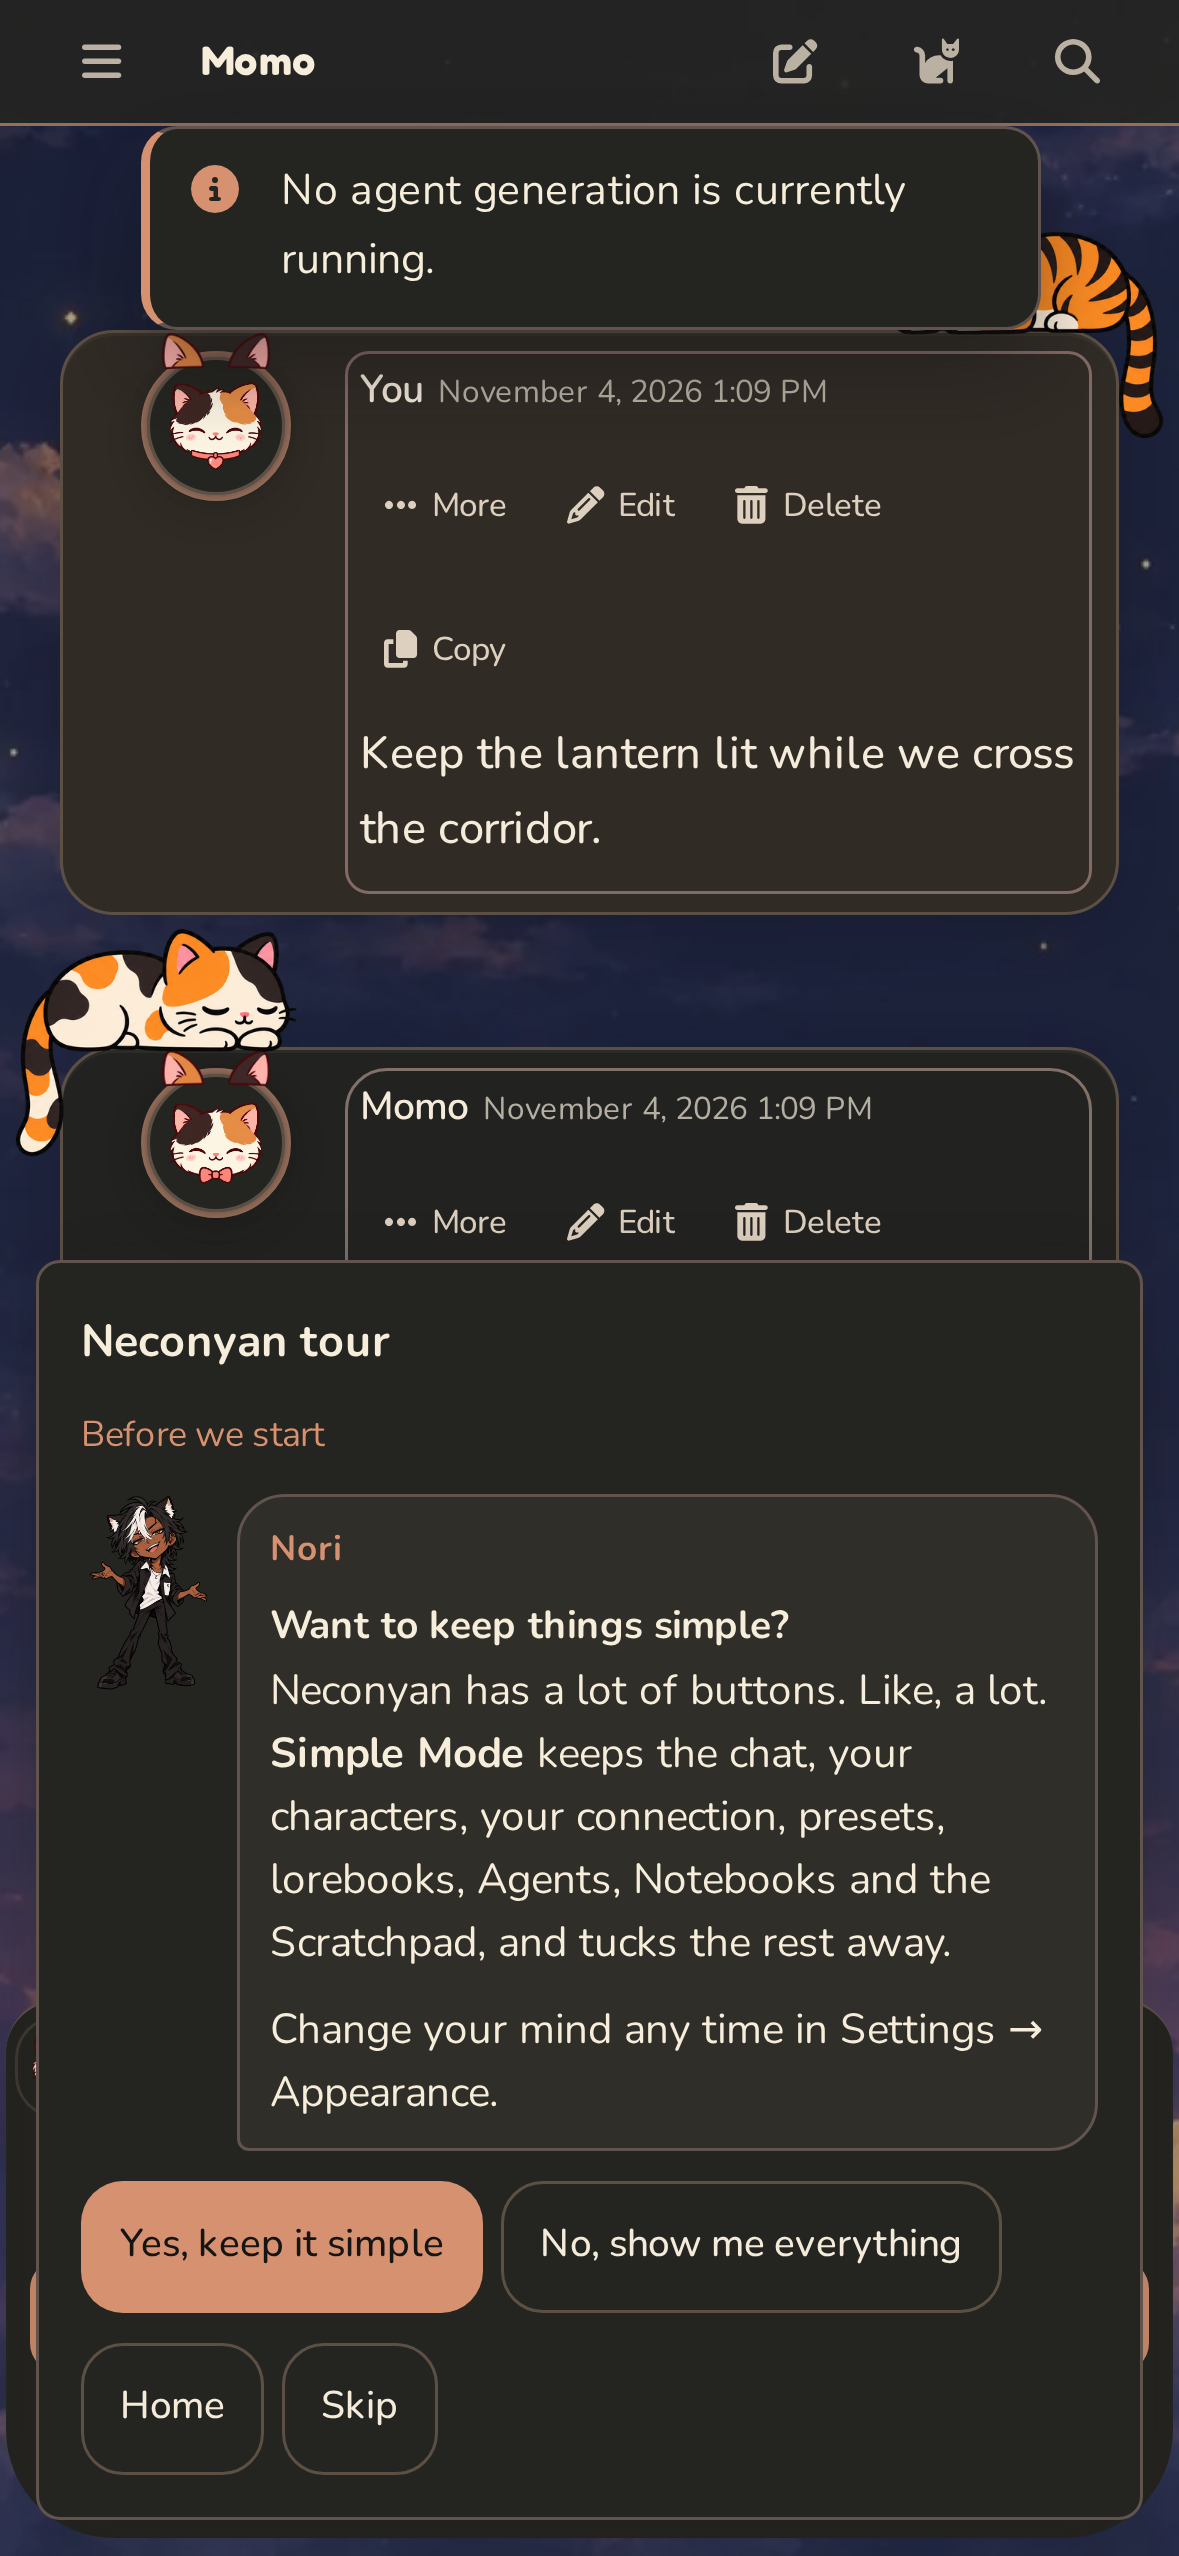 Momo
No agent generation is currently
running.
You November 4, 2026 1:09 PM
More Edit Delete
Copy
Keep the lantern lit while we cross
the corridor.
Momo November 4, 2026 1:09 PM
More Edit Delete
Neconyan tour
Before we start
Nori
Want to keep things simple?
Neconyan has a lot of buttons. Like, a lot.
Simple Mode keeps the chat, your
characters, your connection, presets,
lorebooks, Agents, Notebooks and the
Scratchpad, and tucks the rest away.
Change your mind any time in Settings →
Appearance.
Yes, keep it simple No, show me everything
Home Skip